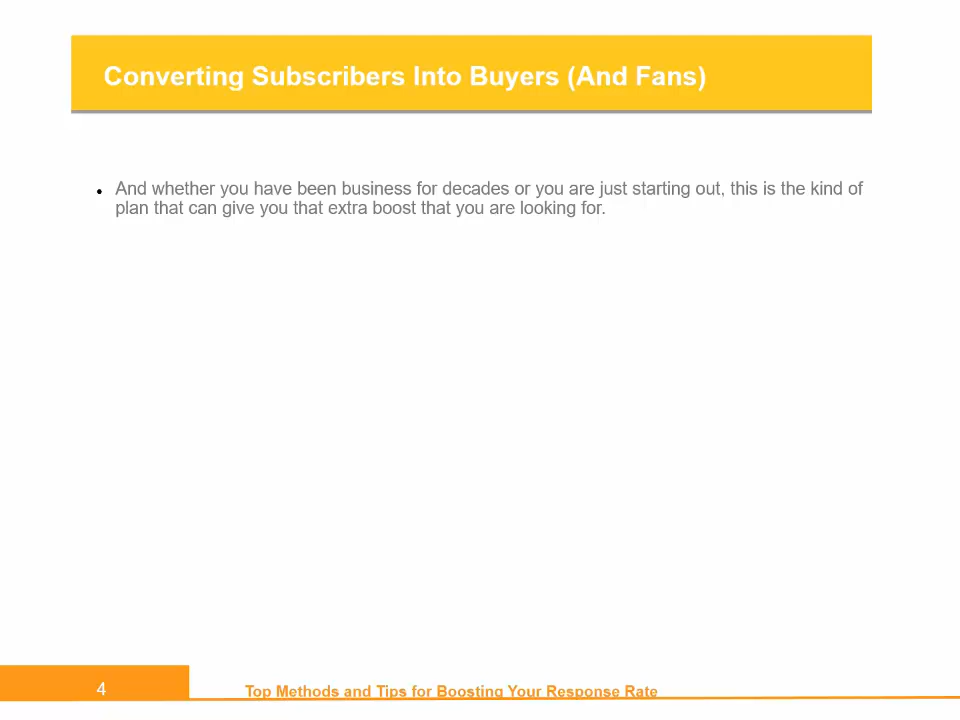 Converting Subscribers Into Buyers (And Fans)
• And whether you have been business for decades or you are just starting out, this is the kind of
plan that can give you that extra boost that you are looking for.
4
Top Methods and Tips for Boosting Your Response Rate